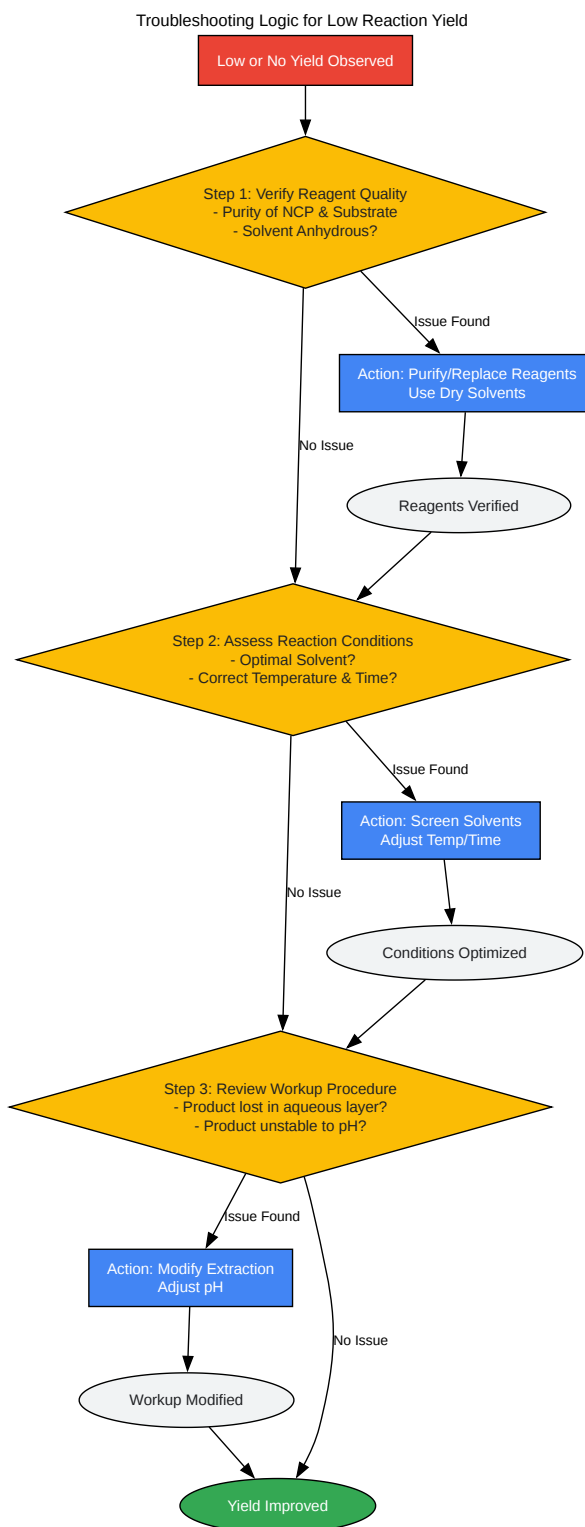 Troubleshooting Logic for Low Reaction Yield
Low or No Yield Observed
Step 1: Verify Reagent Quality
- Purity of NCP & Substrate
- Solvent Anhydrous?
Issue Found
Action: Purify/Replace Reagents
Use Dry Solvents
No Issue
Reagents Verified
Step 2: Assess Reaction Conditions
- Optimal Solvent?
- Correct Temperature & Time?
Issue Found
Action: Screen Solvents
Adjust Temp/Time
No Issue
Conditions Optimized
Step 3: Review Workup Procedure
- Product lost in aqueous layer?
- Product unstable to pH?
Issue Found
Action: Modify Extraction
Adjust pH
No Issue
Workup Modified
Yield Improved